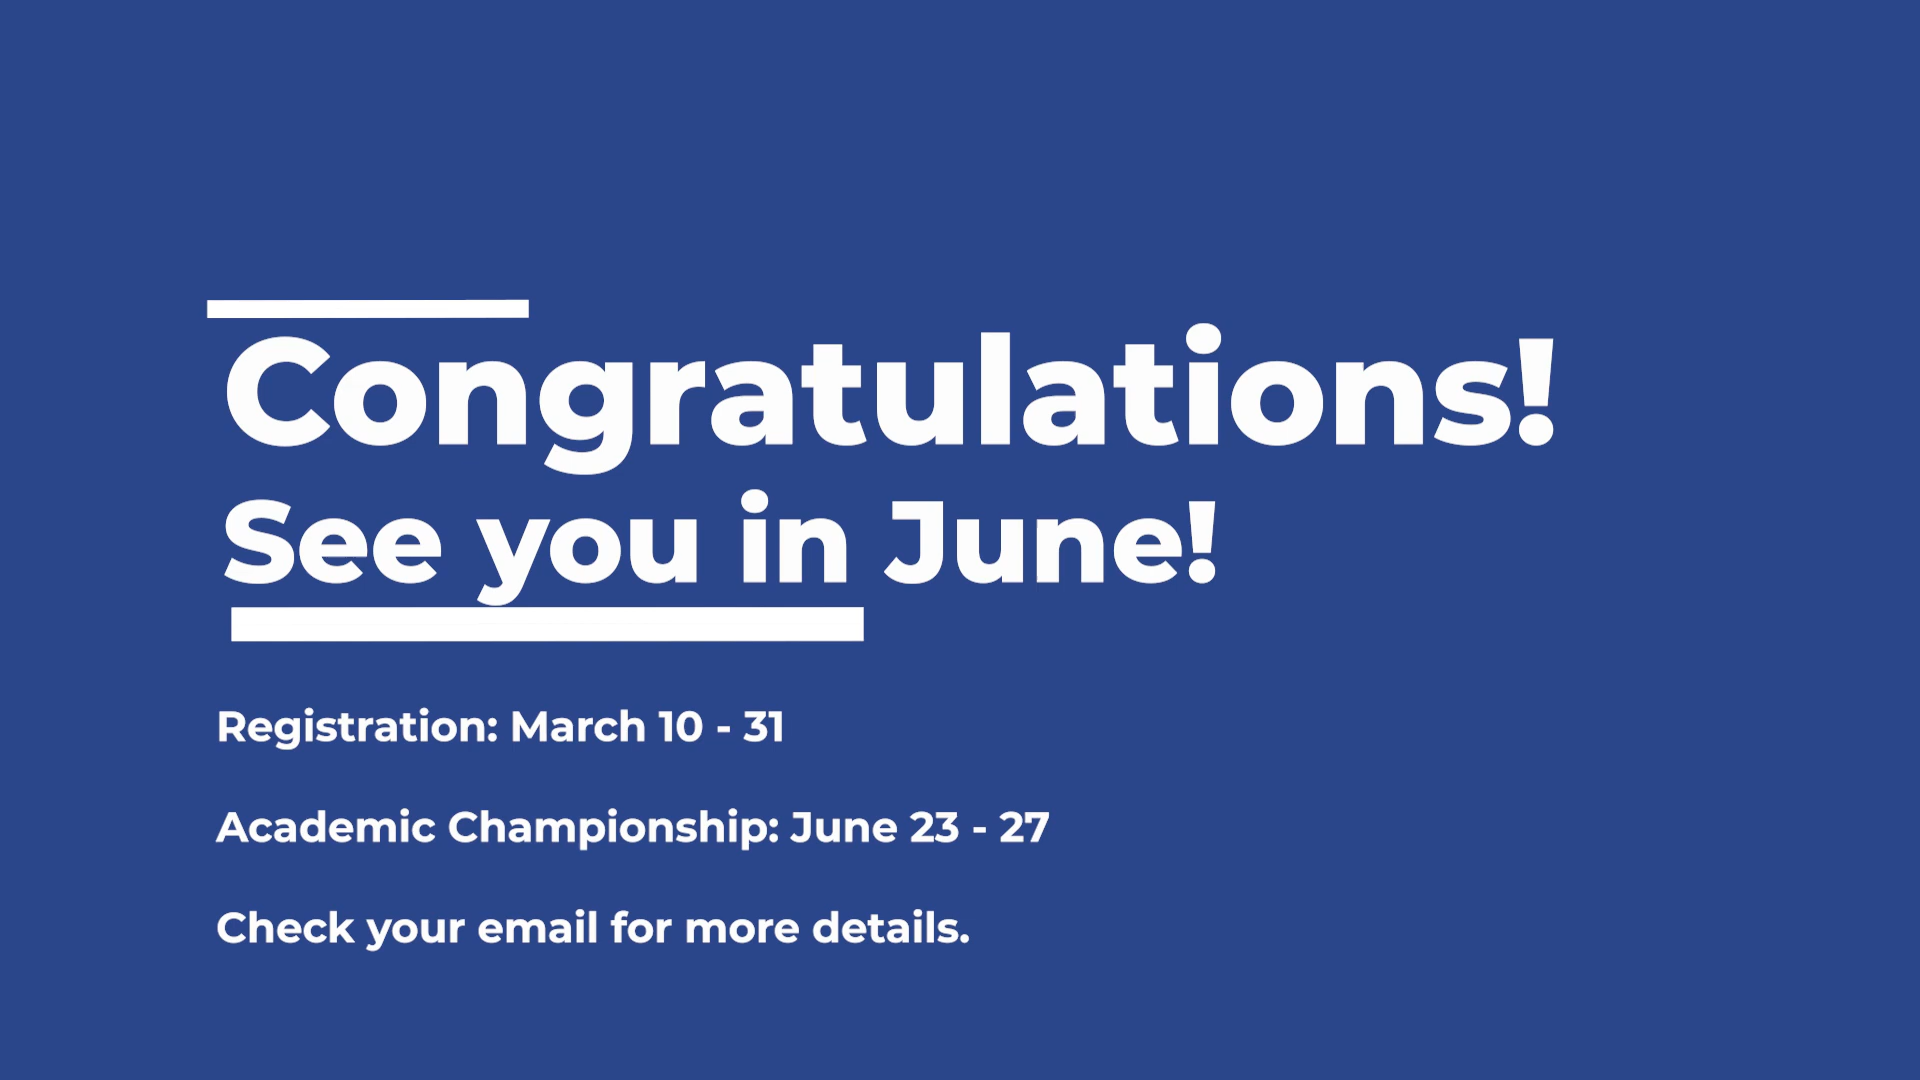 Congratulations!
See you in June!
Registration: March 10 - 31
Academic Championship: June 23 - 27
Check your email for more details.